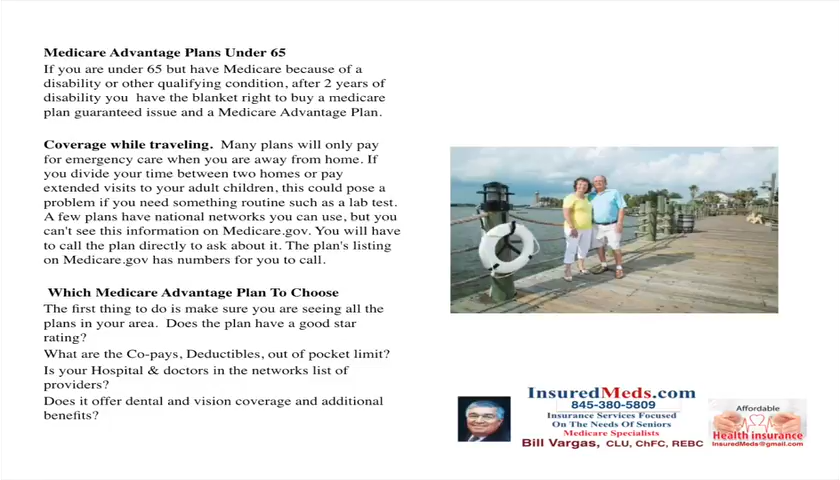 Medicare Advantage Plans Under 65
If you are under 65 but have Medicare because of a
disability or other qualifying condition, after 2 years of
disability you  have the blanket right to buy a medicare
plan guaranteed issue and a Medicare Advantage Plan.
Coverage while traveling.  Many plans will only pay
for emergency care when you are away from home. If
you divide your time between two homes or pay
extended visits to your adult children, this could pose a
problem if you need something routine such as a lab test.
A few plans have national networks you can use, but you
can't see this information on Medicare.gov. You will have
to call the plan directly to ask about it. The plan's listing
on Medicare.gov has numbers for you to call.
Which Medicare Advantage Plan To Choose
The first thing to do is make sure you are seeing all the
plans in your area.  Does the plan have a good star
rating?
What are the Co-pays, Deductibles, out of pocket limit?
Is your Hospital & doctors in the networks list of
providers?
Does it offer dental and vision coverage and additional
benefits?
InsuredMeds.com
845-380-5809
Insurance Services Focused
On The Needs Of Seniors
Medicare Specialists
Bill Vargas, CLU, ChFC, REBC
Affordable
Health insurance
InsuredMeds@gmail.com